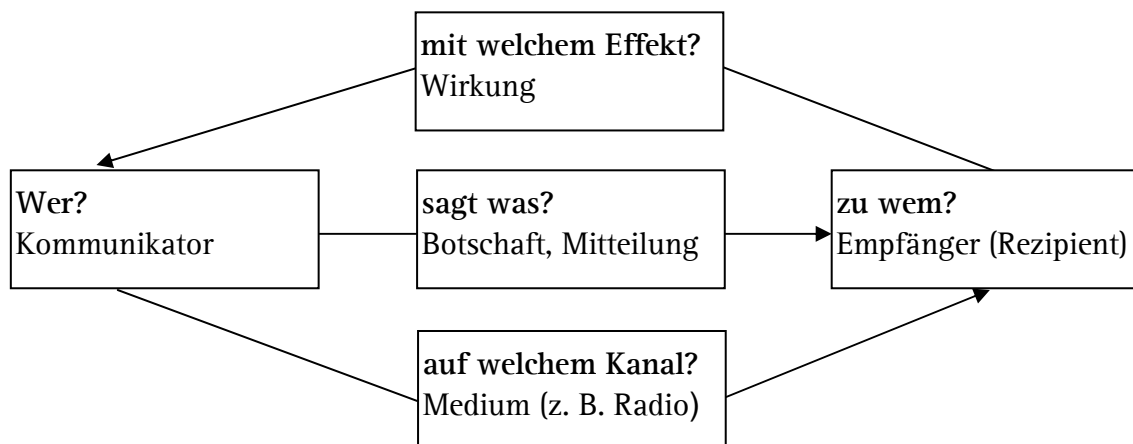 mit welchem Effekt?
Wirkung
Wer?
Kommunikator
sagt was?
Botschaft, Mitteilung
zu wem?
Empfänger (Rezipient)
auf welchem Kanal?
Medium (z. B. Radio)